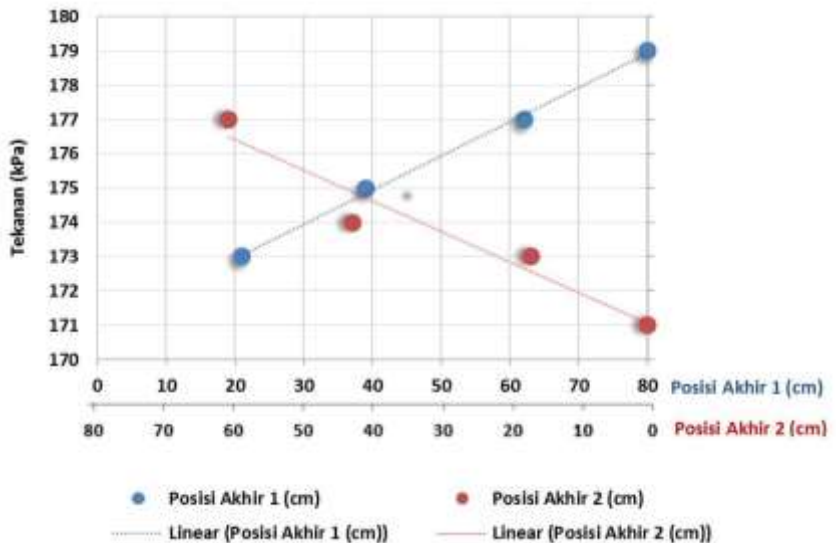 180
179
178
177
176
175
174
173
172
171
170
Tekanan (kPa)
0 10 20 30 40 50 60 70 80 Posisi Akhir 1 (cm)
80 70 60 50 40 30 20 10 0 Posisi Akhir 2 (cm)
Posisi Akhir 1 (cm) Posisi Akhir 2 (cm)
Linear (Posisi Akhir 1 (cm)) Linear (Posisi Akhir 2 (cm))